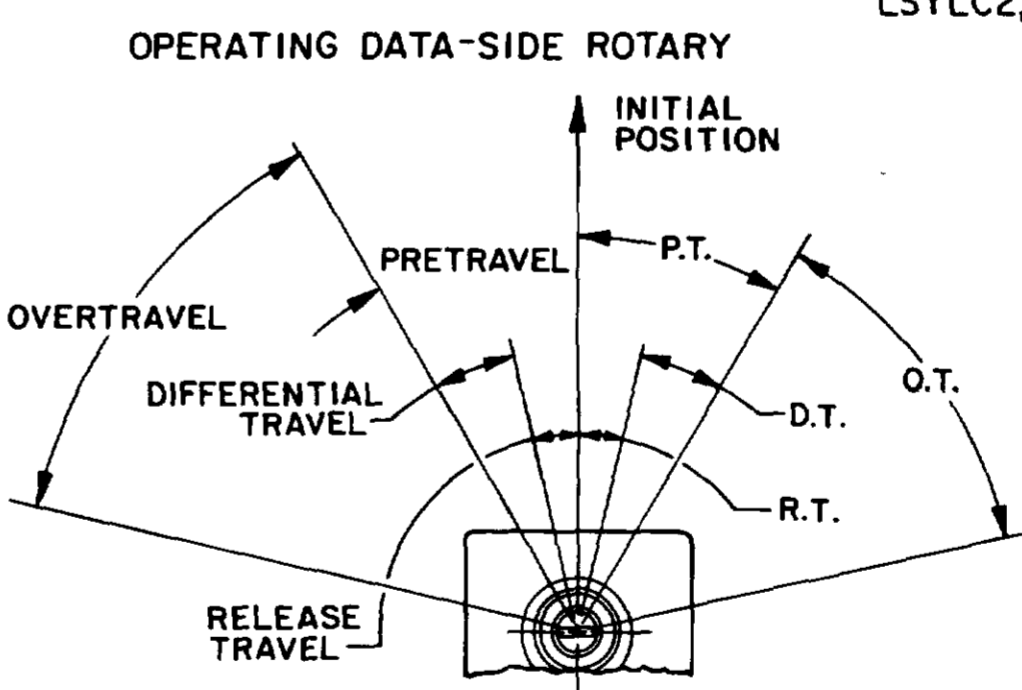 OPERATING DATA-SIDE ROTARY
INITIAL
POSITION
PRETRAVEL
P.T.
OVERTRAVEL
DIFFERENTIAL
TRAVEL
O.T.
D.T.
R.T.
RELEASE
TRAVEL